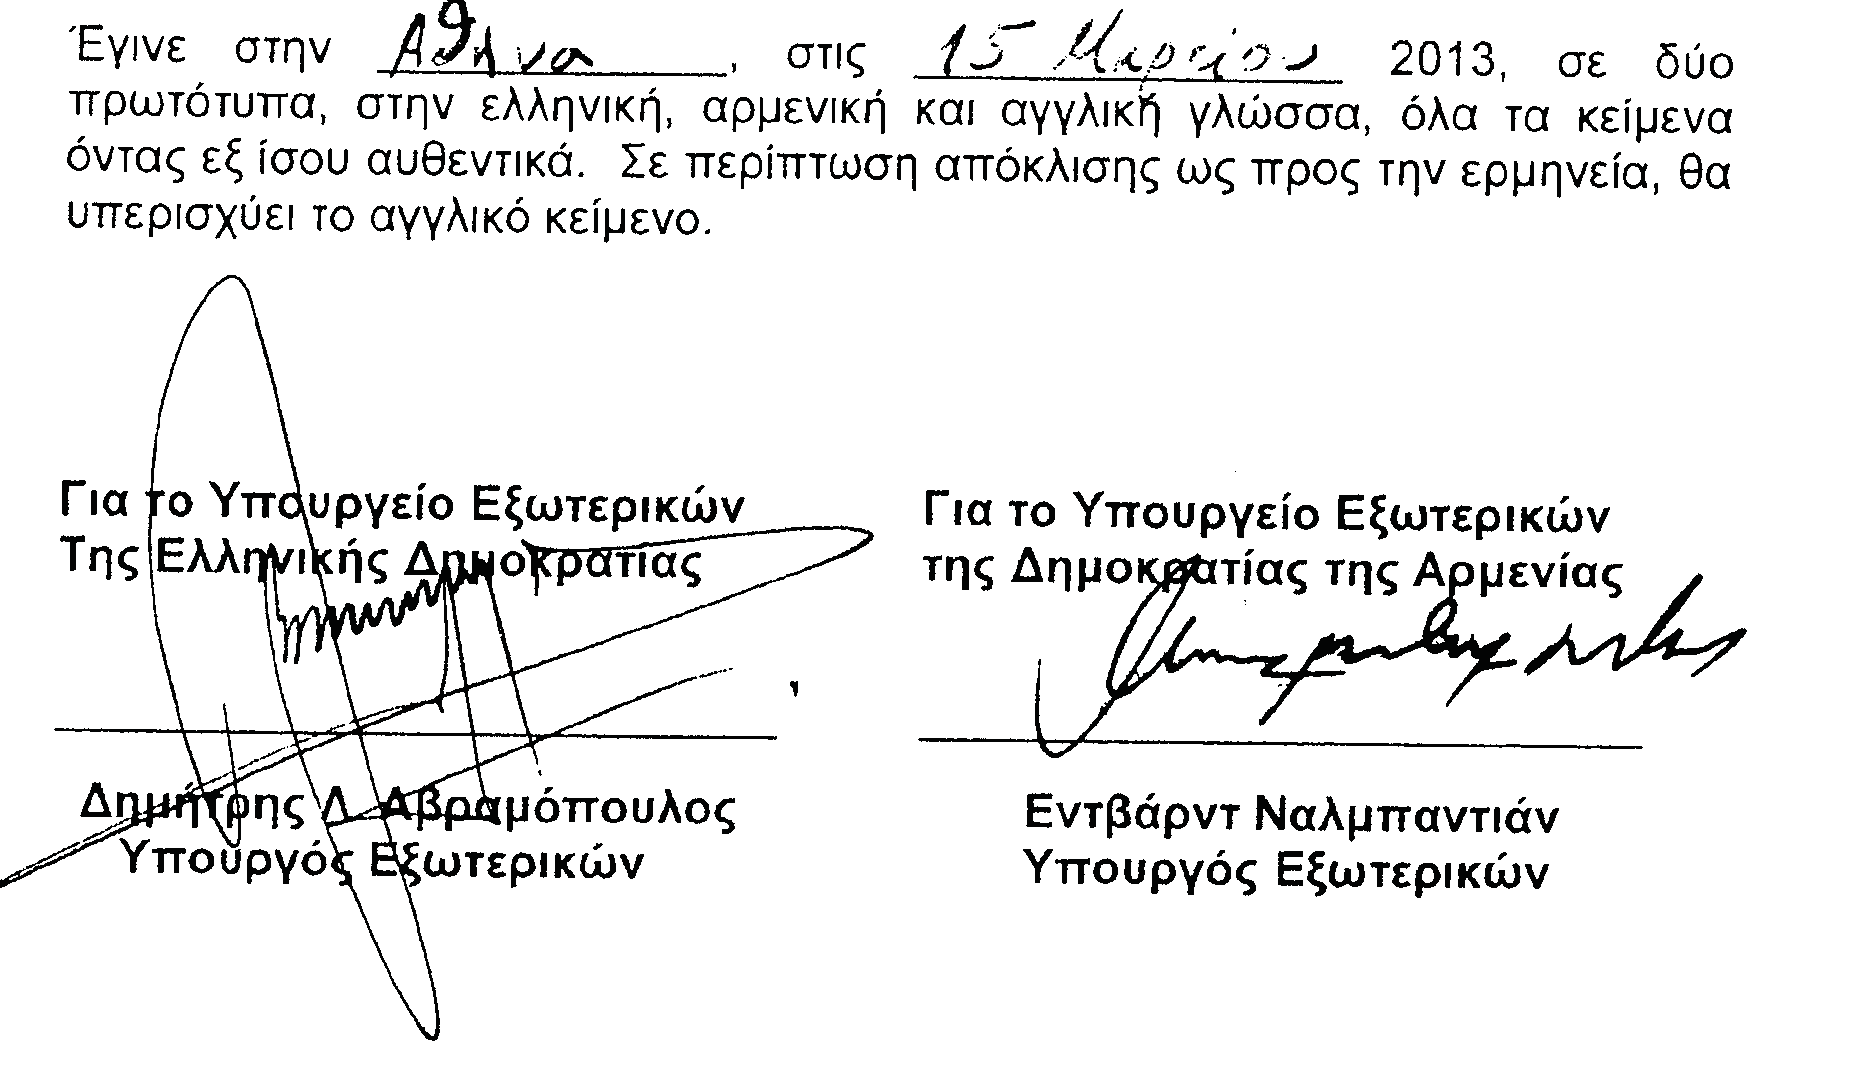 Έγινε στην Αθήνα, στις 15 Μαρτίου 2013, σε δύο
πρωτότυπα, στην ελληνική, αρμενική και αγγλική γλώσσα, όλα τα κείμενα
όντας εξ ίσου αυθεντικά. Σε περίπτωση απόκλισης ως προς την ερμηνεία, θα
υπερισχύει το αγγλικό κείμενο.
Για το Υπουργείο Εξωτερικών
Της Ελληνικής Δημοκρατίας
Δημήτρης Δ. Αβραμόπουλος
Υπουργός Εξωτερικών
Για το Υπουργείο Εξωτερικών
της Δημοκρατίας της Αρμενίας
Εντβάρντ Ναλμπαντιάν
Υπουργός Εξωτερικών